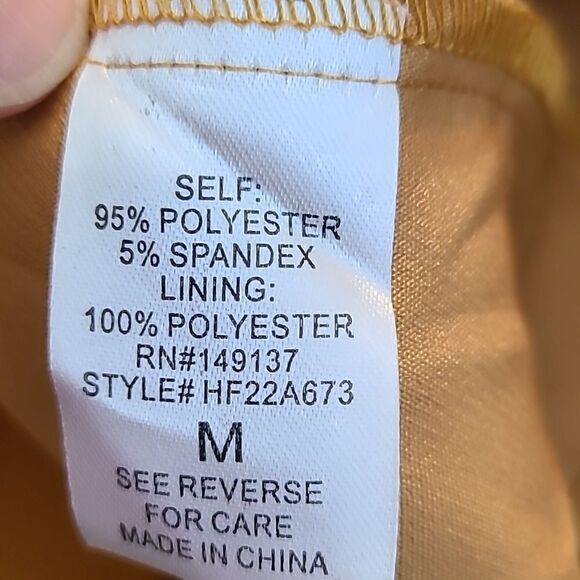 SELF:
95% POLYESTER
5% SPANDEX
LINING:
100% POLYESTER
RN#149137
STYLE# HF22A673
M
SEE REVERSE
FOR CARE
MADE IN CHINA